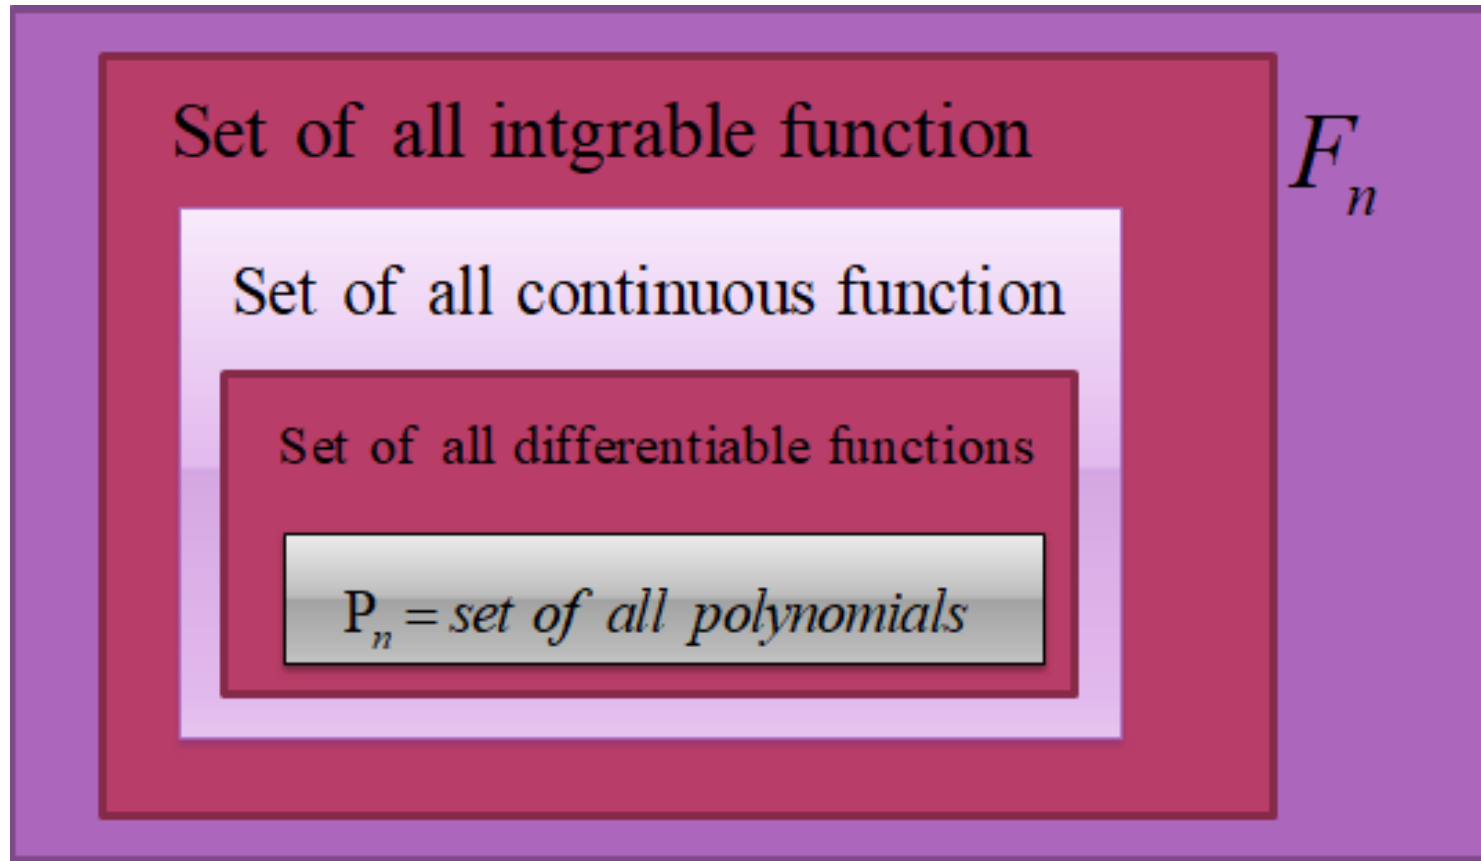 Set of all intgrable function
F_n
Set of all continuous function
Set of all differentiable functions
P_n = set of all polynomials